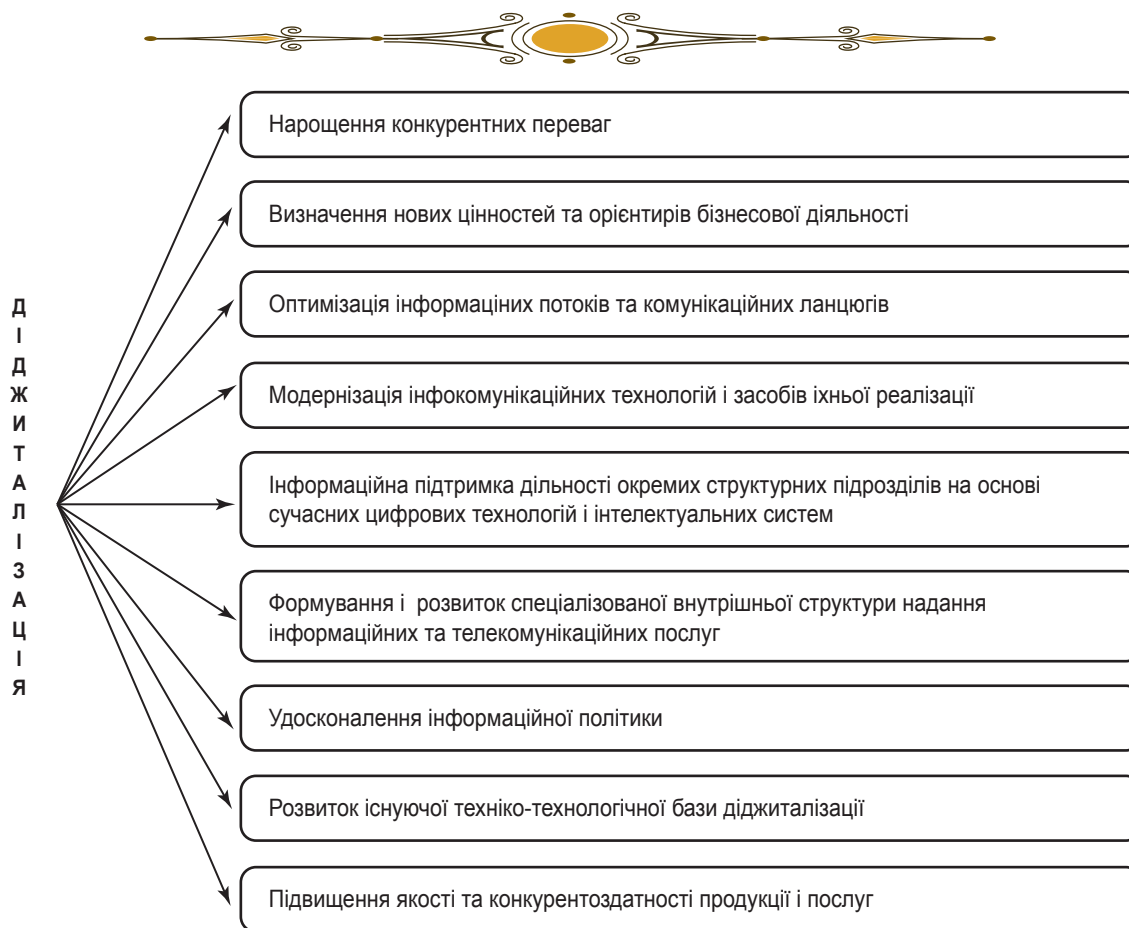 ДІДЖИТАЛІЗАЦІЯ
Нарощення конкурентних переваг
Визначення нових цінностей та орієнтирів бізнесової діяльності
Оптимізація інформаціних потоків та комунікаційних ланцюгів
Модернізація інфокомунікаційних технологій і засобів їхньої реалізації
Інформаційна підтримка дільності окремих структурних підрозділів на основі
сучасних цифрових технологій і інтелектуальних систем
Формування і розвиток спеціалізованої внутрішньої структури надання
інформаційних та телекомунікаційних послуг
Удосконалення інформаційної політики
Розвиток існуючої техніко-технологічної бази діджиталізації
Підвищення якості та конкурентоздатності продукції і послуг